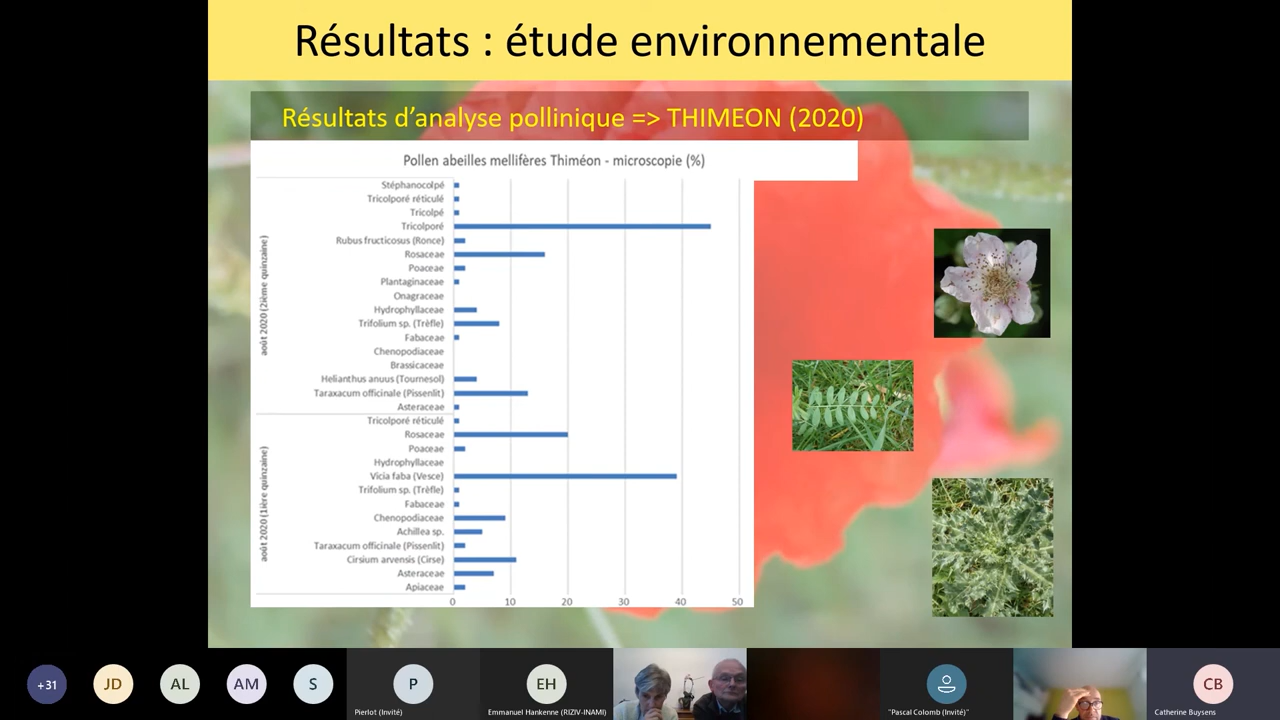 Résultats : étude environnementale
Résultats d’analyse pollinique => THIMEON (2020)
Pollen abeilles mellifères Thiméon - microscopie (%)
août 2020 (2ième quinzaine)
Stéphanocolpé
Tricolporé réticulé
Tricolpé
Tricolporé
Rubus fructicosus (Ronce)
Rosaceae
Poaceae
Plantaginaceae
Onagraceae
Hydrophyllaceae
Trifolium sp. (Trèfle)
Fabaceae
Chenopodiaceae
Brassicaceae
Helianthus anuus (Tournesol)
Taraxacum officinale (Pissenlit)
Asteraceae
août 2020 (1ière quinzaine)
Tricolporé réticulé
Rosaceae
Poaceae
Hydrophyllaceae
Vicia faba (Vesce)
Trifolium sp. (Trèfle)
Fabaceae
Chenopodiaceae
Achillea sp.
Taraxacum officinale (Pissenlit)
Cirsium arvensis (Cirse)
Asteraceae
Apiaceae
0 10 20 30 40 50
+31 JD AL AM S P EH CB
Pierlot (Invité) Emmanuel Hankenne (RIZIV-INAMI) "Pascal Colomb (Invité)" Catherine Buysens